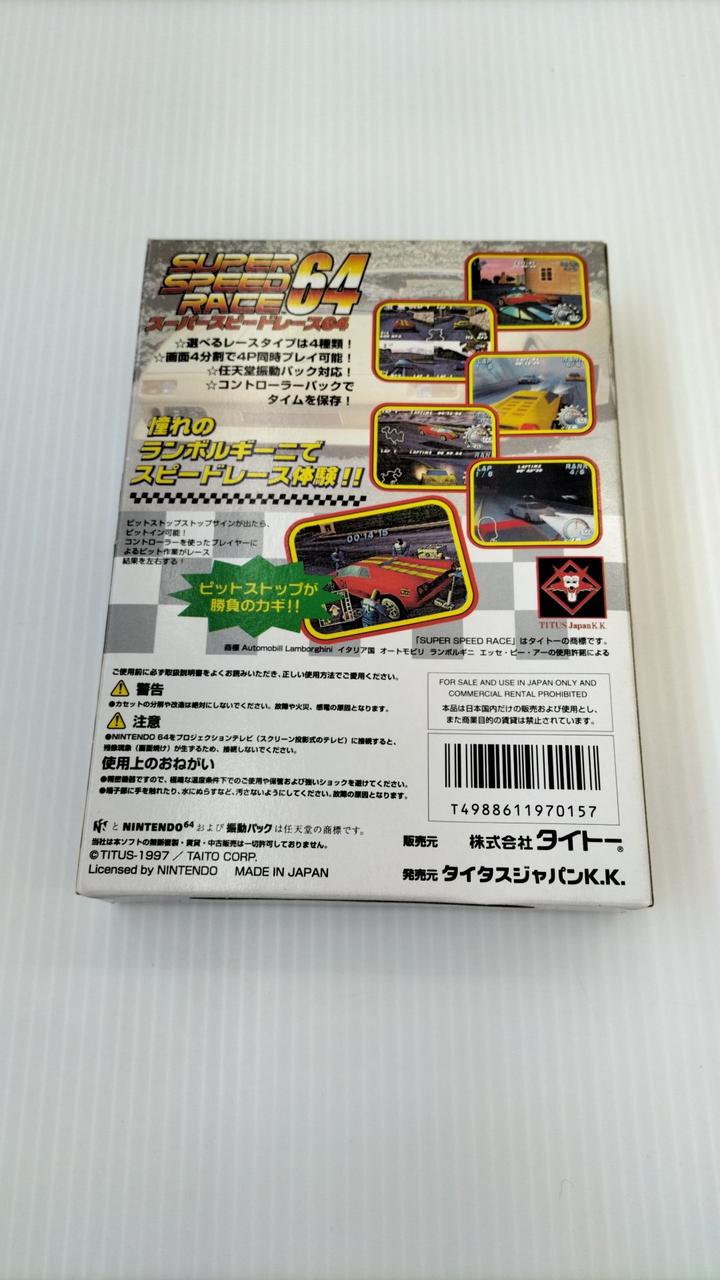 SUPER
SPEED
RACE 64
スーパースピードレース64
☆選べるレースタイプは4種類！
☆画面4分割で4P同時プレイ可能！
☆任天堂振動パック対応！
☆コントローラーパックで
タイムを保存！
憧れの
ランボルギーニで
スピードレース体験!!
ピットストップストップサインが出たら、
ピットイン可能！
コントローラーを使ったプレイヤーに
よるピット作業がレース
結果を左右する！
ピットストップが
勝負のカギ!!
00:14'15
LAP
1/6
LAPTIME
RANK
4/6
TITUS Japan K.K.
「SUPER SPEED RACE」はタイトーの商標です。
商標 Automobili Lamborghini イタリア国 オートモビリ ランボルギニ エッセ・ピー・アーの使用許諾による
ご使用前に必ず取扱説明書をよくお読みいただき、正しい使用方法でご愛用ください。
警告
●カセットの分解や改造は絶対にしないでください。故障や火災、感電の原因となります。
注意
●NINTENDO 64をプロジェクションテレビ（スクリーン投影式のテレビ）に接続すると、
残像現象（画面焼け）が生ずるため、接続しないでください。
使用上のおねがい
●精密機器ですので、極端な温度条件下でのご使用や保管および強いショックを避けてください。
●端子部に手を触れたり、水にぬらすなど、汚さないようにしてください。故障の原因となります。
FOR SALE AND USE IN JAPAN ONLY AND
COMMERCIAL RENTAL PROHIBITED
本品は日本国内だけの販売および使用とし、
また商業目的の賃貸は禁止されています。
T4988611970157
と NINTENDO64 および 振動パック は任天堂の商標です。
当社は本ソフトの無断複製・賃貸・中古販売は一切許可しておりません。
©TITUS-1997 / TAITO CORP.
Licensed by NINTENDO MADE IN JAPAN
販売元 株式会社タイトー®
発売元 タイタスジャパンK.K.